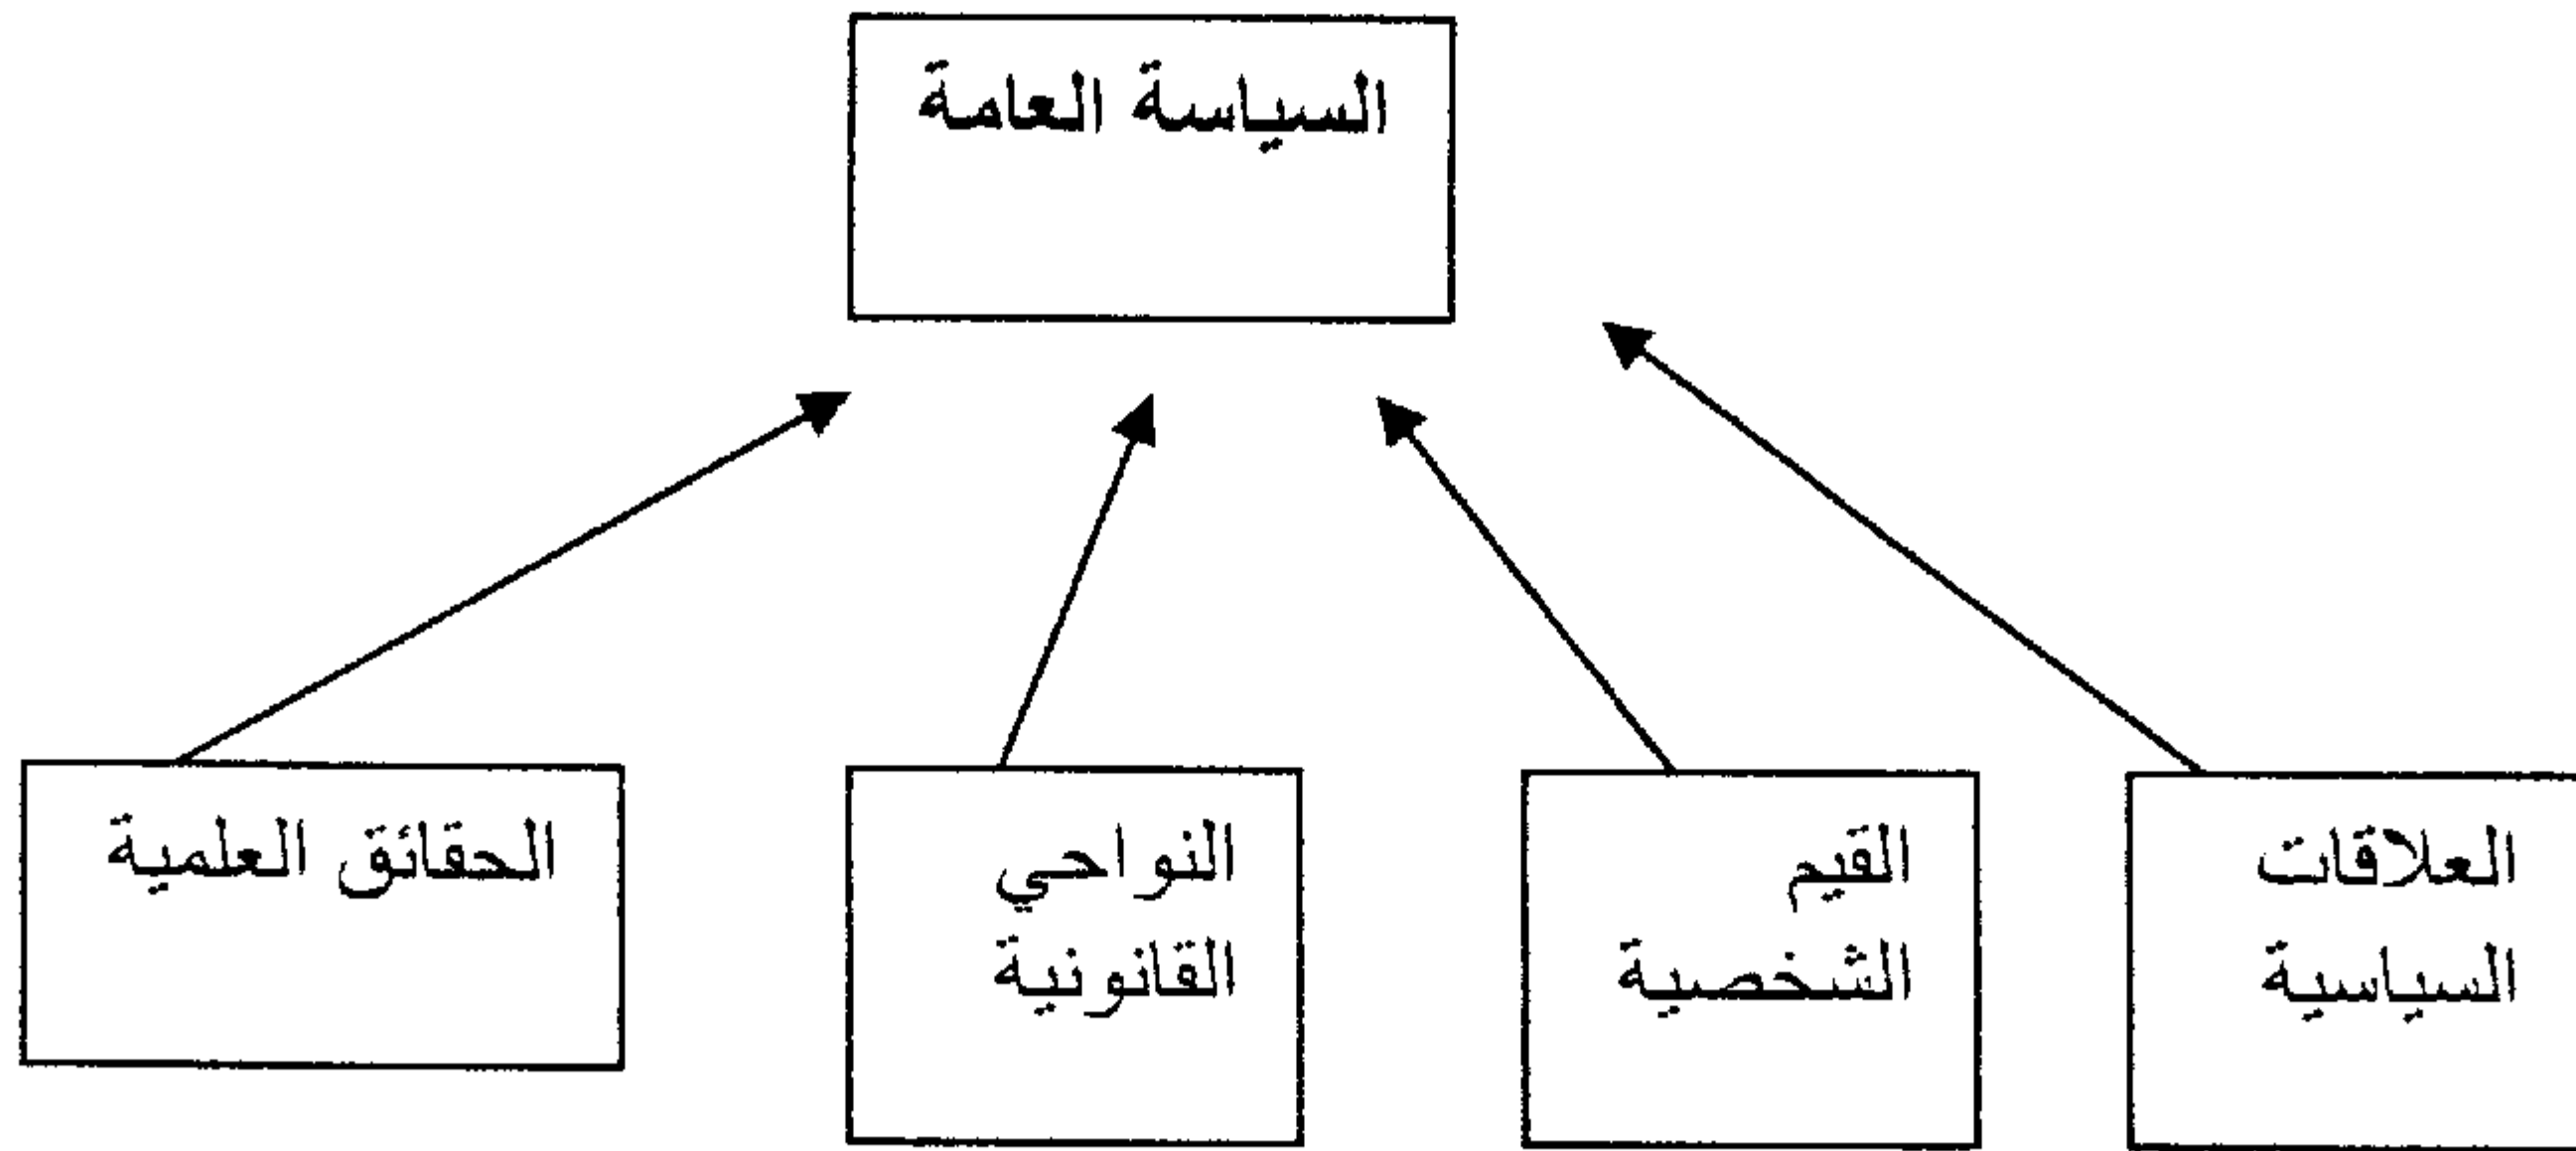 السياسة العامة
العلاقات
السياسية
القيم
الشخصية
النواحي
القانونية
الحقائق العلمية